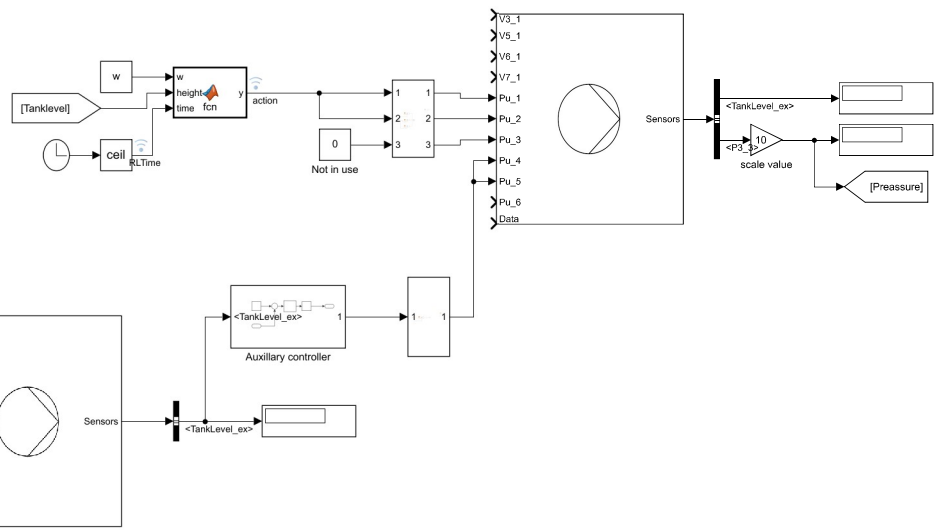 w
[Tanklevel]
ceil
RLTime
w
height
time
fcn
y
action
0
Not in use
1
2
3
1
2
3
V3_1
V5_1
V6_1
V7_1
Pu_1
Pu_2
Pu_3
Pu_4
Pu_5
Pu_6
Data
Sensors
<TankLevel_ex>
<P3_3>
10
scale value
[Preassure]
<TankLevel_ex>
1
Auxillary controller
1
1
Sensors
<TankLevel_ex>